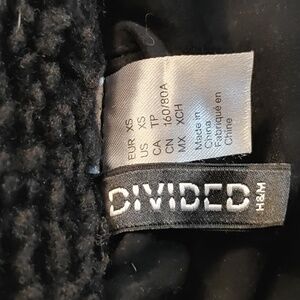 EUR XS
US XS
CA TP
CN 160/80A
MX XCH
Made in
China
Fabriqué en
Chine
DIVIDED
H&M